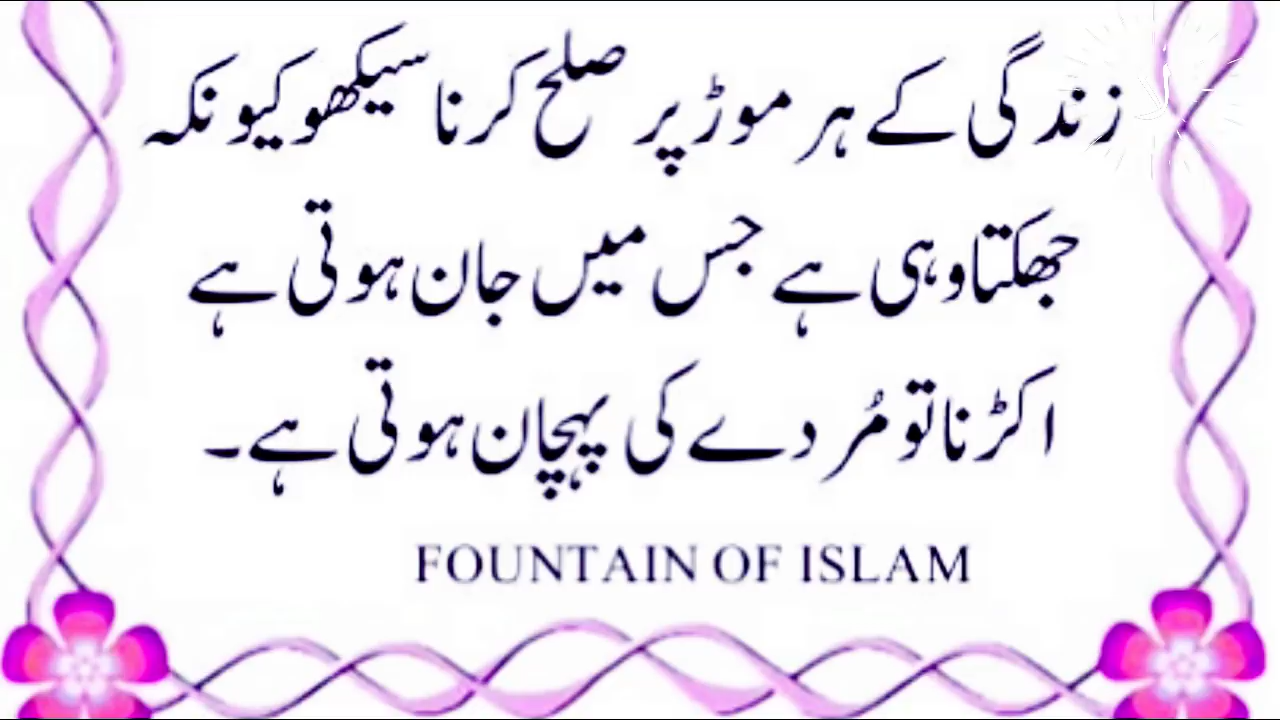 زندگی کے ہر موڑ پر صلح کرنا سیکھو کیونکہ
جھکتا وہی ہے جس میں جان ہوتی ہے
اکڑنا تو مُردے کی پہچان ہوتی ہے۔
FOUNTAIN OF ISLAM